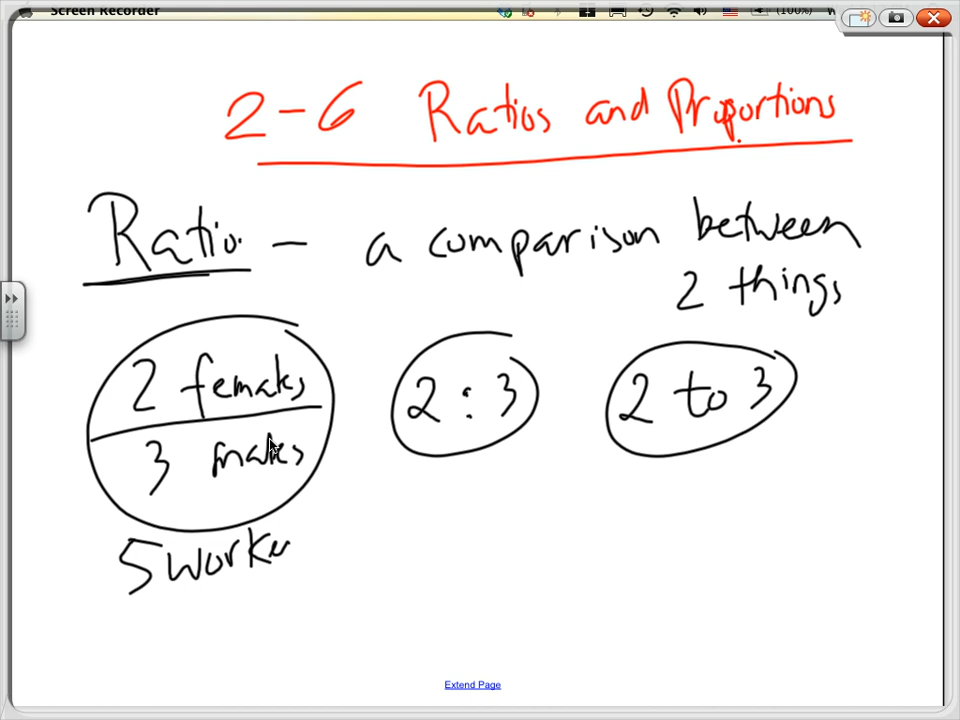 Screen Recorder
(100%)
2-6 Ratios and Proportions
Ratio - a comparison between
2 things
2 females
3 males
2 : 3
2 to 3
5 worke
Extend Page